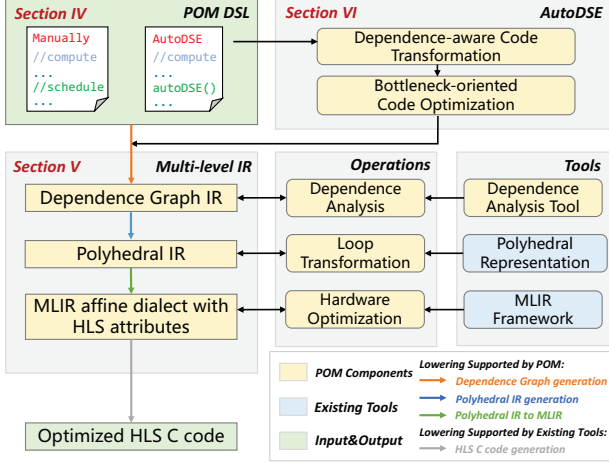 Section IV
POM DSL
Manually
//compute
...
//schedule
...
AutoDSE
//compute
...
autoDSE()
...
Section VI
AutoDSE
Dependence-aware Code
Transformation
Bottleneck-oriented
Code Optimization
Section V
Multi-level IR
Dependence Graph IR
Polyhedral IR
MLIR affine dialect with
HLS attributes
Optimized HLS C code
Operations
Dependence
Analysis
Loop
Transformation
Hardware
Optimization
Tools
Dependence
Analysis Tool
Polyhedral
Representation
MLIR
Framework
POM Components
Existing Tools
Input&Output
Lowering Supported by POM:
Dependence Graph generation
Polyhedral IR generation
Polyhedral IR to MLIR
Lowering Supported by Existing Tools:
HLS C code generation